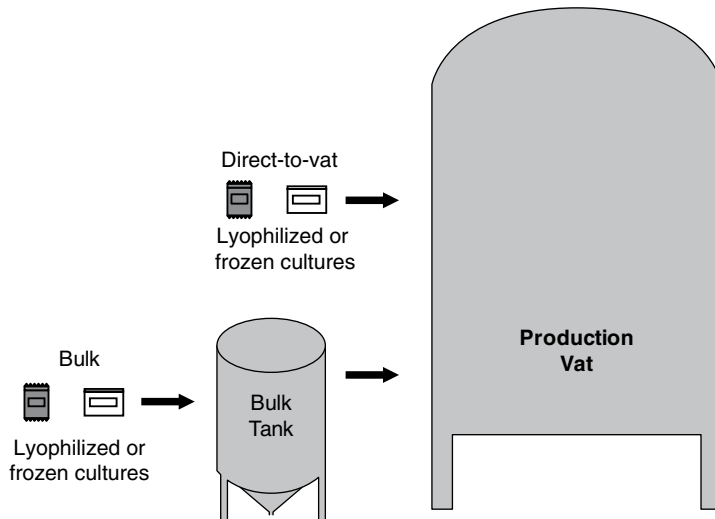 Direct-to-vat
Lyophilized or
frozen cultures
Production
Vat
Bulk
Bulk
Tank
Lyophilized or
frozen cultures